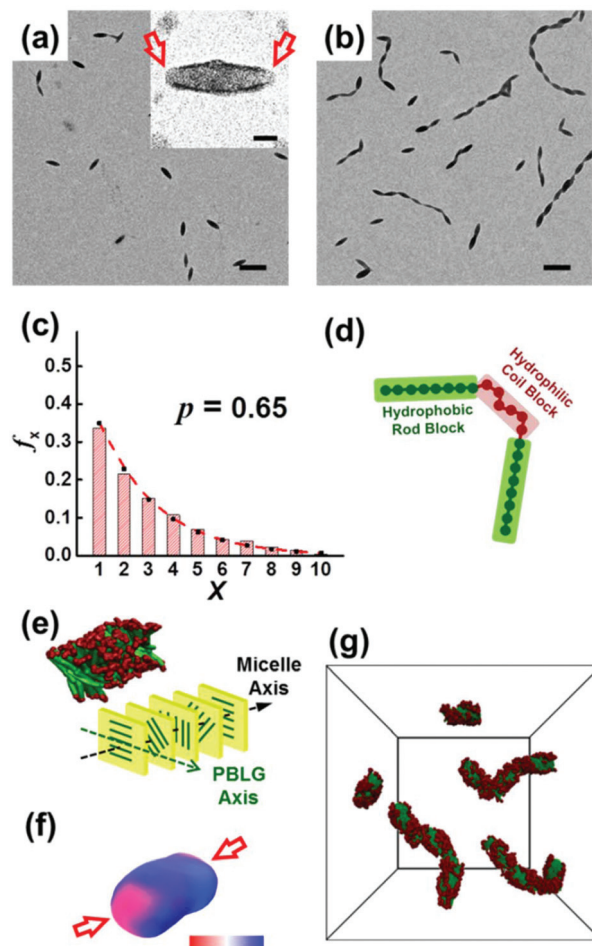 (a)
(b)
(c)
0.5
0.4
0.3
0.2
0.1
0.0
fx
p = 0.65
1 2 3 4 5 6 7 8 9 10
X
(d)
Hydrophobic
Rod Block
Hydrophilic
Coil Block
(e)
Micelle
Axis
PBLG
Axis
(f)
(g)